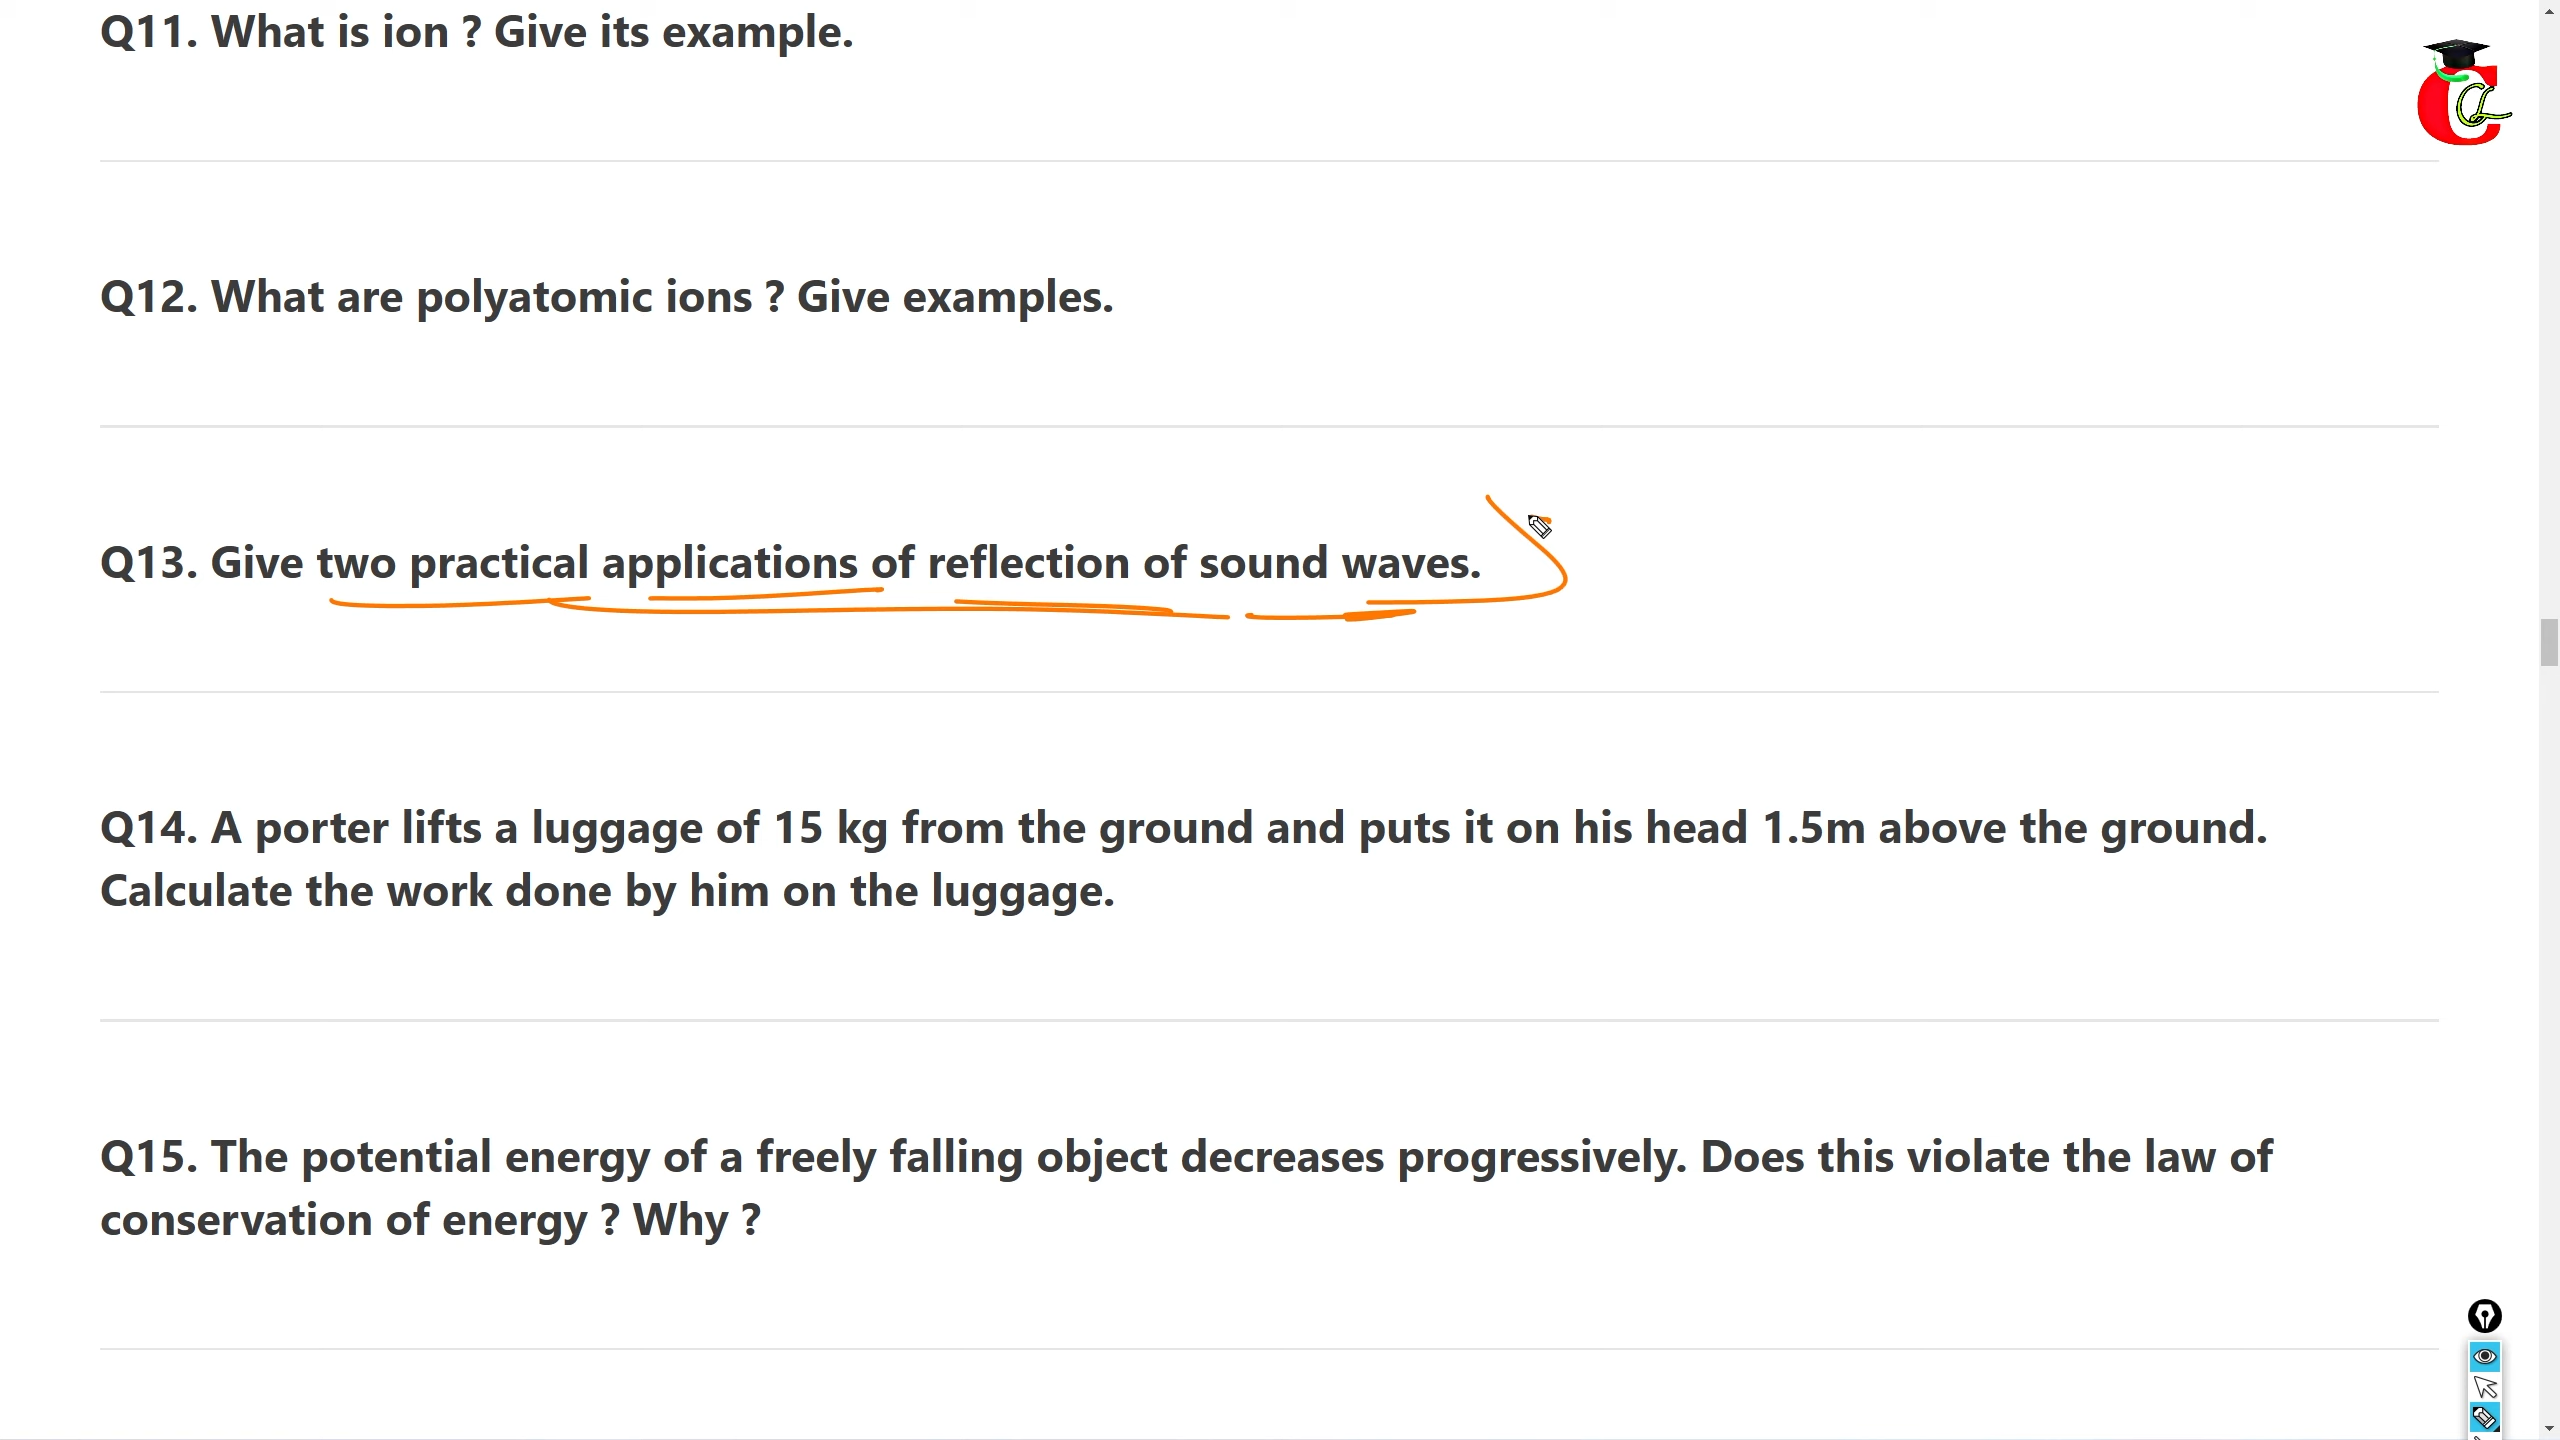 Q11. What is ion ? Give its example.
Q12. What are polyatomic ions ? Give examples.
Q13. Give two practical applications of reflection of sound waves.
Q14. A porter lifts a luggage of 15 kg from the ground and puts it on his head 1.5m above the ground.
Calculate the work done by him on the luggage.
Q15. The potential energy of a freely falling object decreases progressively. Does this violate the law of
conservation of energy ? Why ?